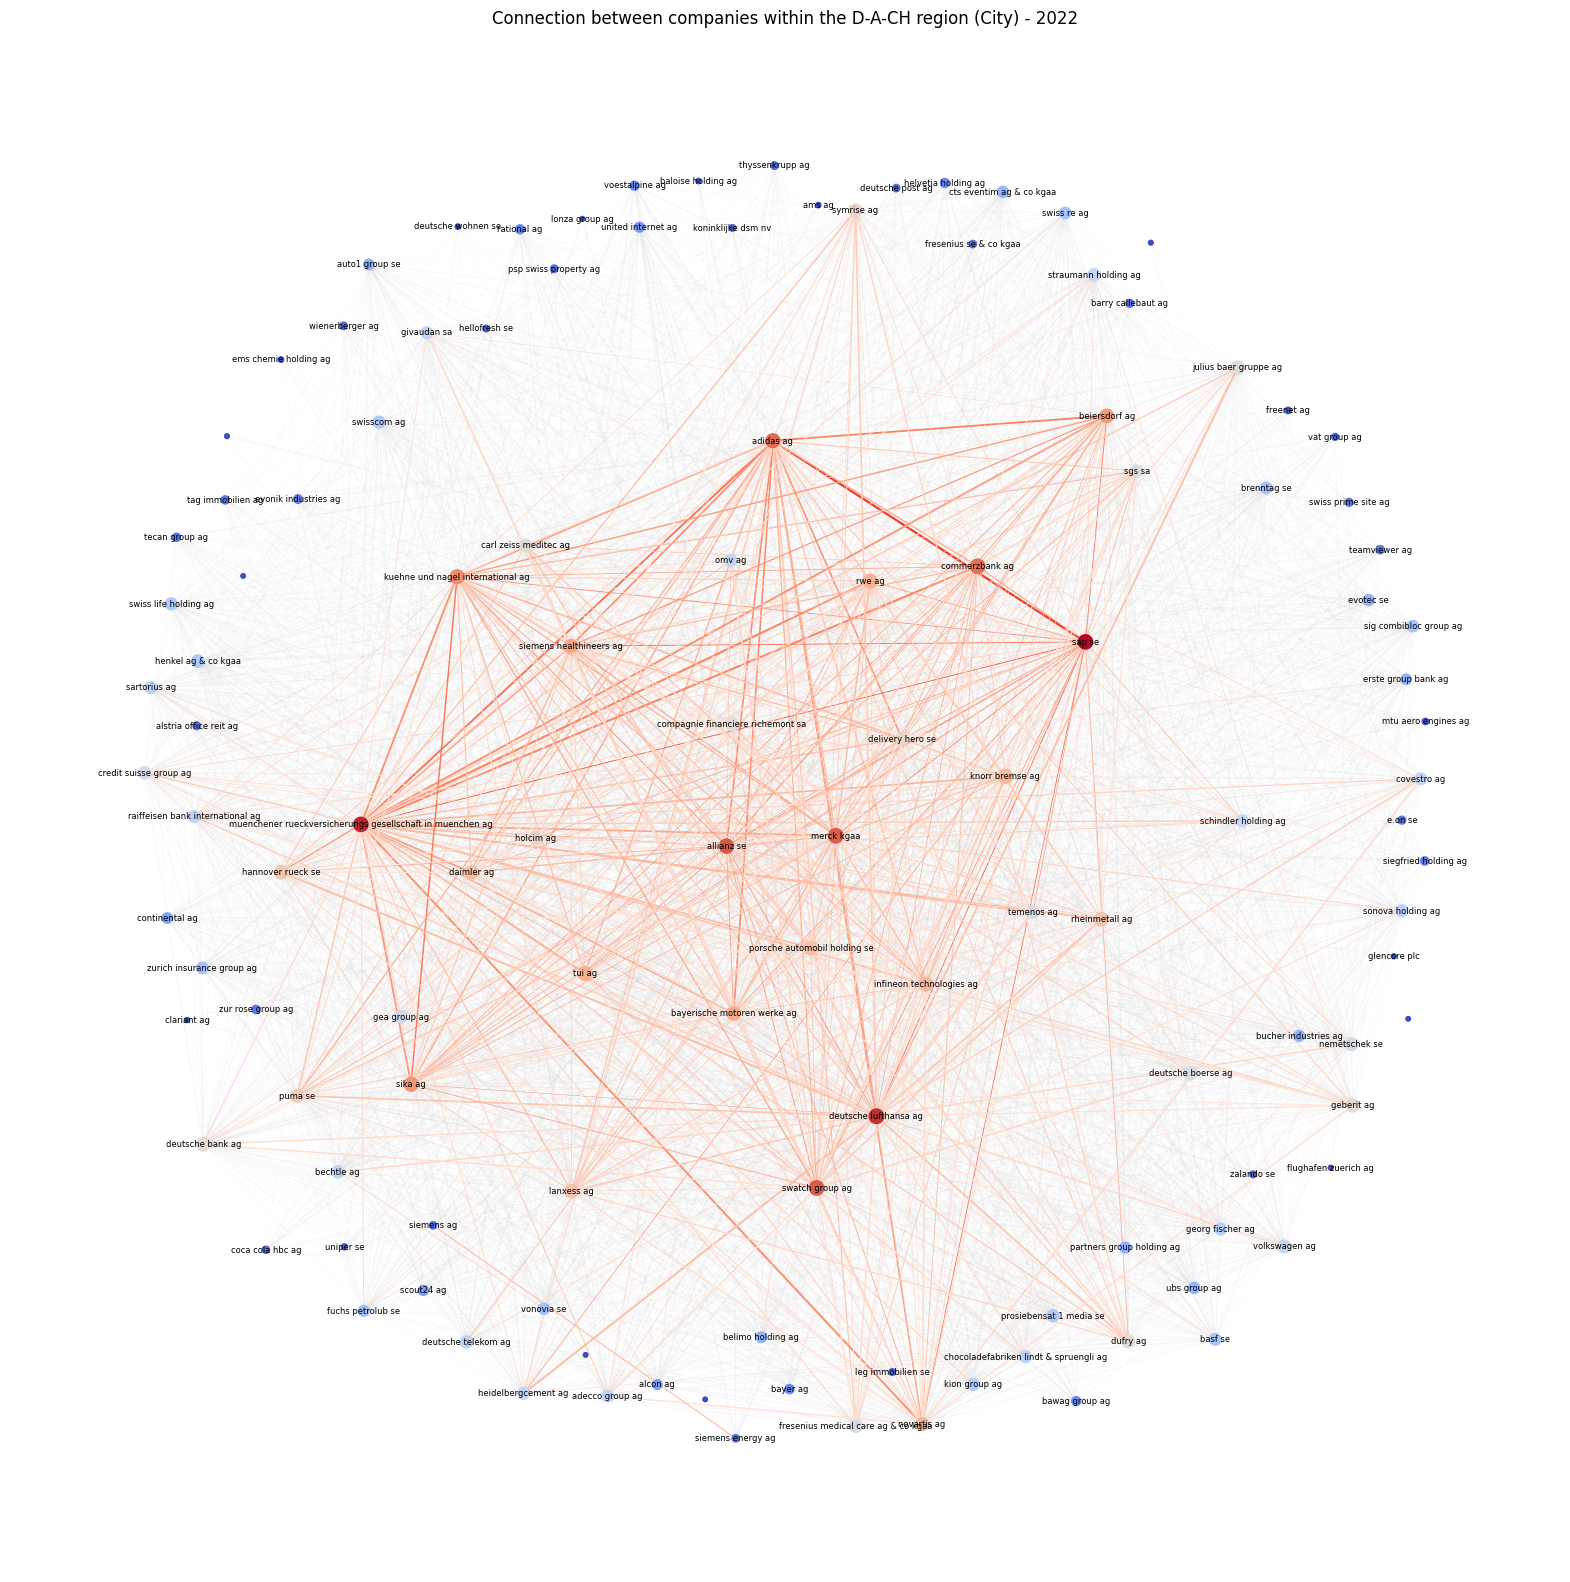 Connection between companies within the D-A-CH region (City) - 2022
thyssenkrupp ag
baloise holding ag
voestalpine ag
helvetia holding ag
deutsche post ag
cts eventim ag & co kgaa
ams ag
symrise ag
swiss re ag
lonza group ag
deutsche wohnen se
rational ag
united internet ag
koninklijke dsm nv
fresenius se & co kgaa
auto1 group se
psp swiss property ag
straumann holding ag
barry callebaut ag
wienerberger ag
hellofresh se
givaudan sa
ems chemie holding ag
julius baer gruppe ag
freenet ag
beiersdorf ag
swisscom ag
vat group ag
adidas ag
sgs sa
brenntag se
tag immobilien ag
evonik industries ag
swiss prime site ag
tecan group ag
carl zeiss meditec ag
teamviewer ag
omv ag
commerzbank ag
kuehne und nagel international ag
rwe ag
evotec se
swiss life holding ag
sig combibloc group ag
sap se
siemens healthineers ag
henkel ag & co kgaa
erste group bank ag
sartorius ag
mtu aero engines ag
alstria office reit ag
compagnie financiere richemont sa
delivery hero se
credit suisse group ag
knorr bremse ag
covestro ag
raiffeisen bank international ag
e.on se
schindler holding ag
muenchener rueckversicherungs gesellschaft in muenchen ag
merck kgaa
holcim ag
allianz se
siegfried holding ag
hannover rueck se
daimler ag
temenos ag
sonova holding ag
continental ag
rheinmetall ag
porsche automobil holding se
glencore plc
zurich insurance group ag
tui ag
infineon technologies ag
zur rose group ag
bayerische motoren werke ag
gea group ag
clariant ag
bucher industries ag
nemetschek se
deutsche boerse ag
sika ag
puma se
geberit ag
deutsche lufthansa ag
deutsche bank ag
flughafen zuerich ag
bechtle ag
zalando se
swatch group ag
lanxess ag
siemens ag
georg fischer ag
uniper se
coca cola hbc ag
partners group holding ag
volkswagen ag
ubs group ag
scout24 ag
vonovia se
fuchs petrolub se
prosiebensat 1 media se
belimo holding ag
basf se
deutsche telekom ag
dufry ag
chocoladefabriken lindt & spruengli ag
leg immobilien se
alcon ag
kion group ag
bayer ag
heidelbergcement ag
adecco group ag
bawag group ag
novartis ag
fresenius medical care ag & co kgaa
siemens energy ag